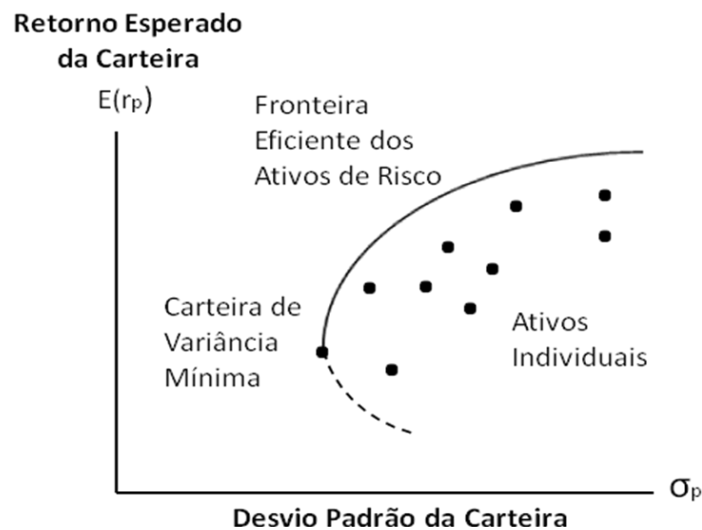 Retorno Esperado
da Carteira
E(rₚ)
Fronteira
Eficiente dos
Ativos de Risco
Carteira de
Variância
Mínima
Ativos
Individuais
σₚ
Desvio Padrão da Carteira